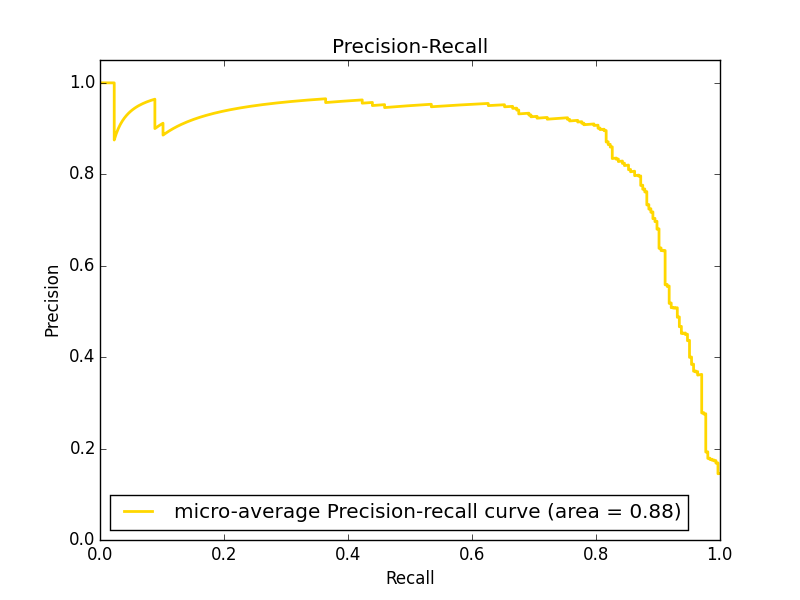 Precision-Recall
1.0
0.8
0.6
0.4
0.2
0.0
Precision
micro-average Precision-recall curve (area = 0.88)
0.0 0.2 0.4 0.6 0.8 1.0
Recall